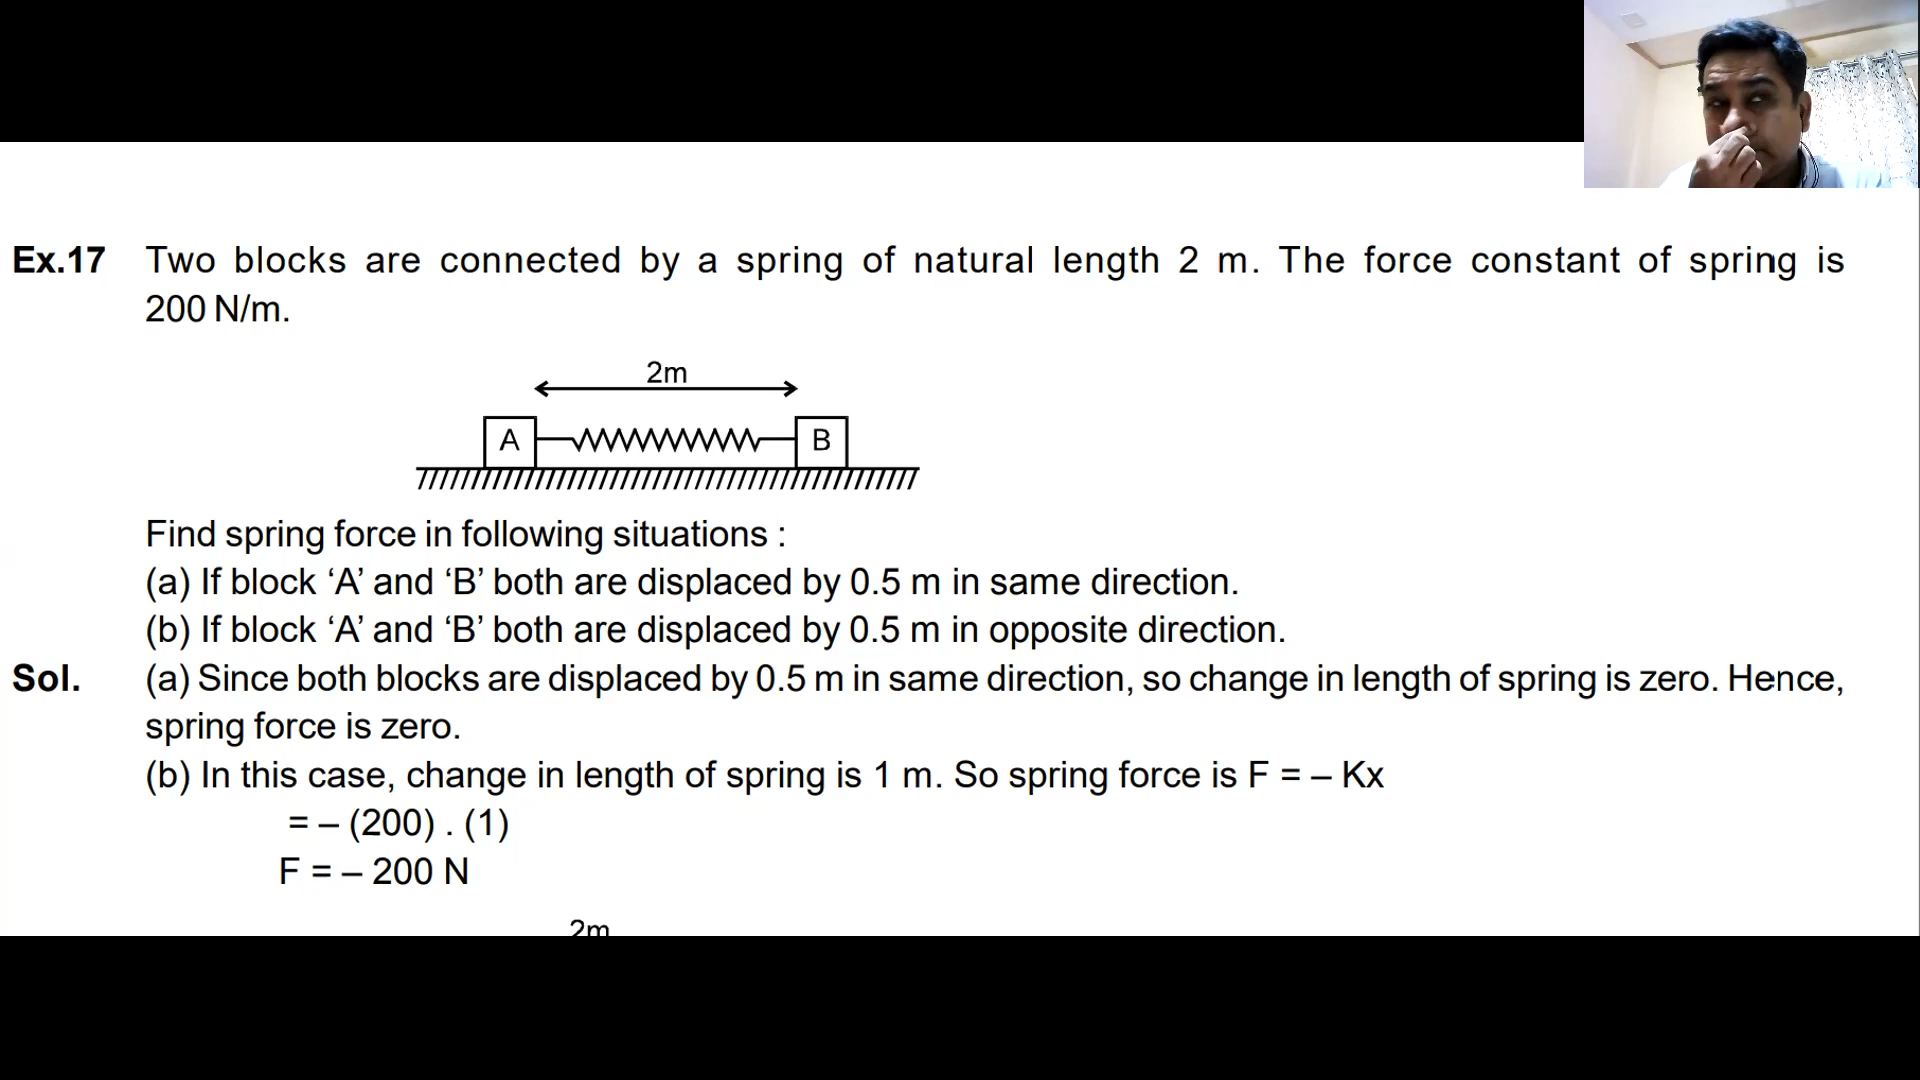 Ex.17 Two blocks are connected by a spring of natural length 2 m. The force constant of spring is
200 N/m.
2m
A B
Find spring force in following situations :
(a) If block ‘A’ and ‘B’ both are displaced by 0.5 m in same direction.
(b) If block ‘A’ and ‘B’ both are displaced by 0.5 m in opposite direction.
Sol. (a) Since both blocks are displaced by 0.5 m in same direction, so change in length of spring is zero. Hence,
spring force is zero.
(b) In this case, change in length of spring is 1 m. So spring force is F = – Kx
= – (200) . (1)
F = – 200 N
2m